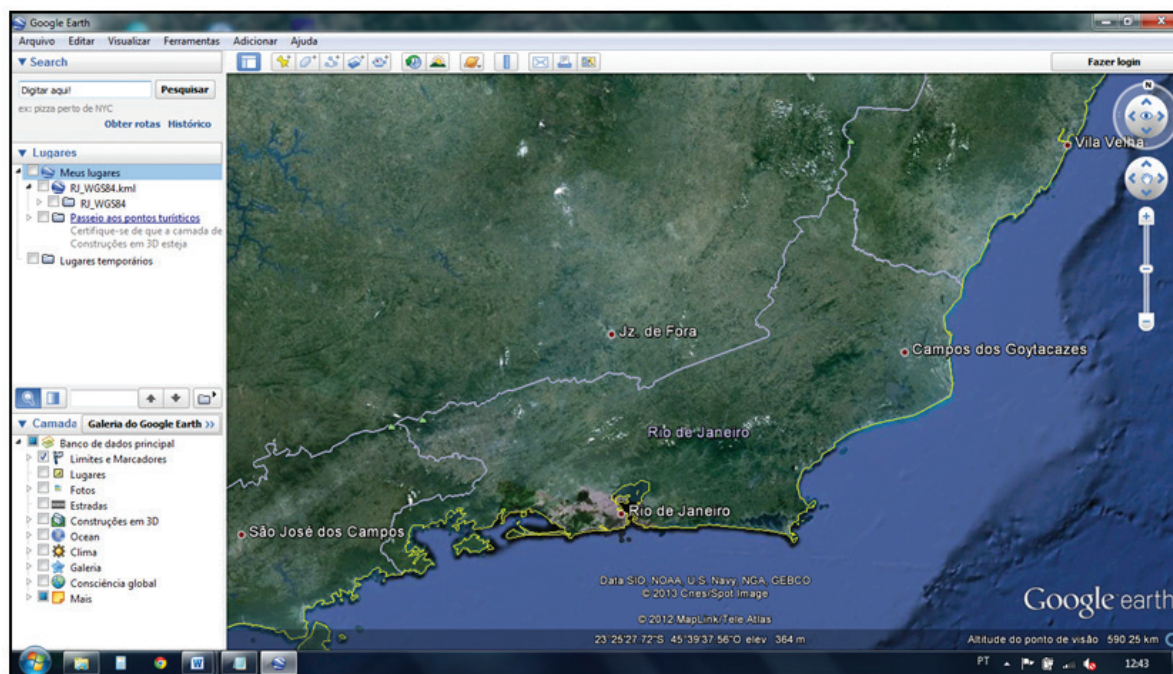 Google Earth
Arquivo Editar Visualizar Ferramentas Adicionar Ajuda
▼ Search
Digitar aqui!
Pesquisar
ex: pizza perto de NYC
Obter rotas Histórico
▼ Lugares
Meus lugares
RJ_WGS84.kml
RJ_WGS84
Passeio aos pontos turísticos
Certifique-se de que a camada de
Construções em 3D esteja
Lugares temporários
▼ Camada Galeria do Google Earth >>
Banco de dados principal
Limites e Marcadores
Lugares
Fotos
Estradas
Construções em 3D
Ocean
Clima
Galeria
Consciência global
Mais
Fazer login
N
Vila Velha
Jz. de Fora
Campos dos Goytacazes
Rio de Janeiro
Rio de Janeiro
São José dos Campos
Data SIO, NOAA, U.S. Navy, NGA, GEBCO
© 2013 Cnes/Spot Image
© 2012 MapLink/Tele Atlas
Google earth
23°25'27.72"S 45°39'37.56"O elev 364 m
Altitude do ponto de visão 590.25 km
PT 12:43